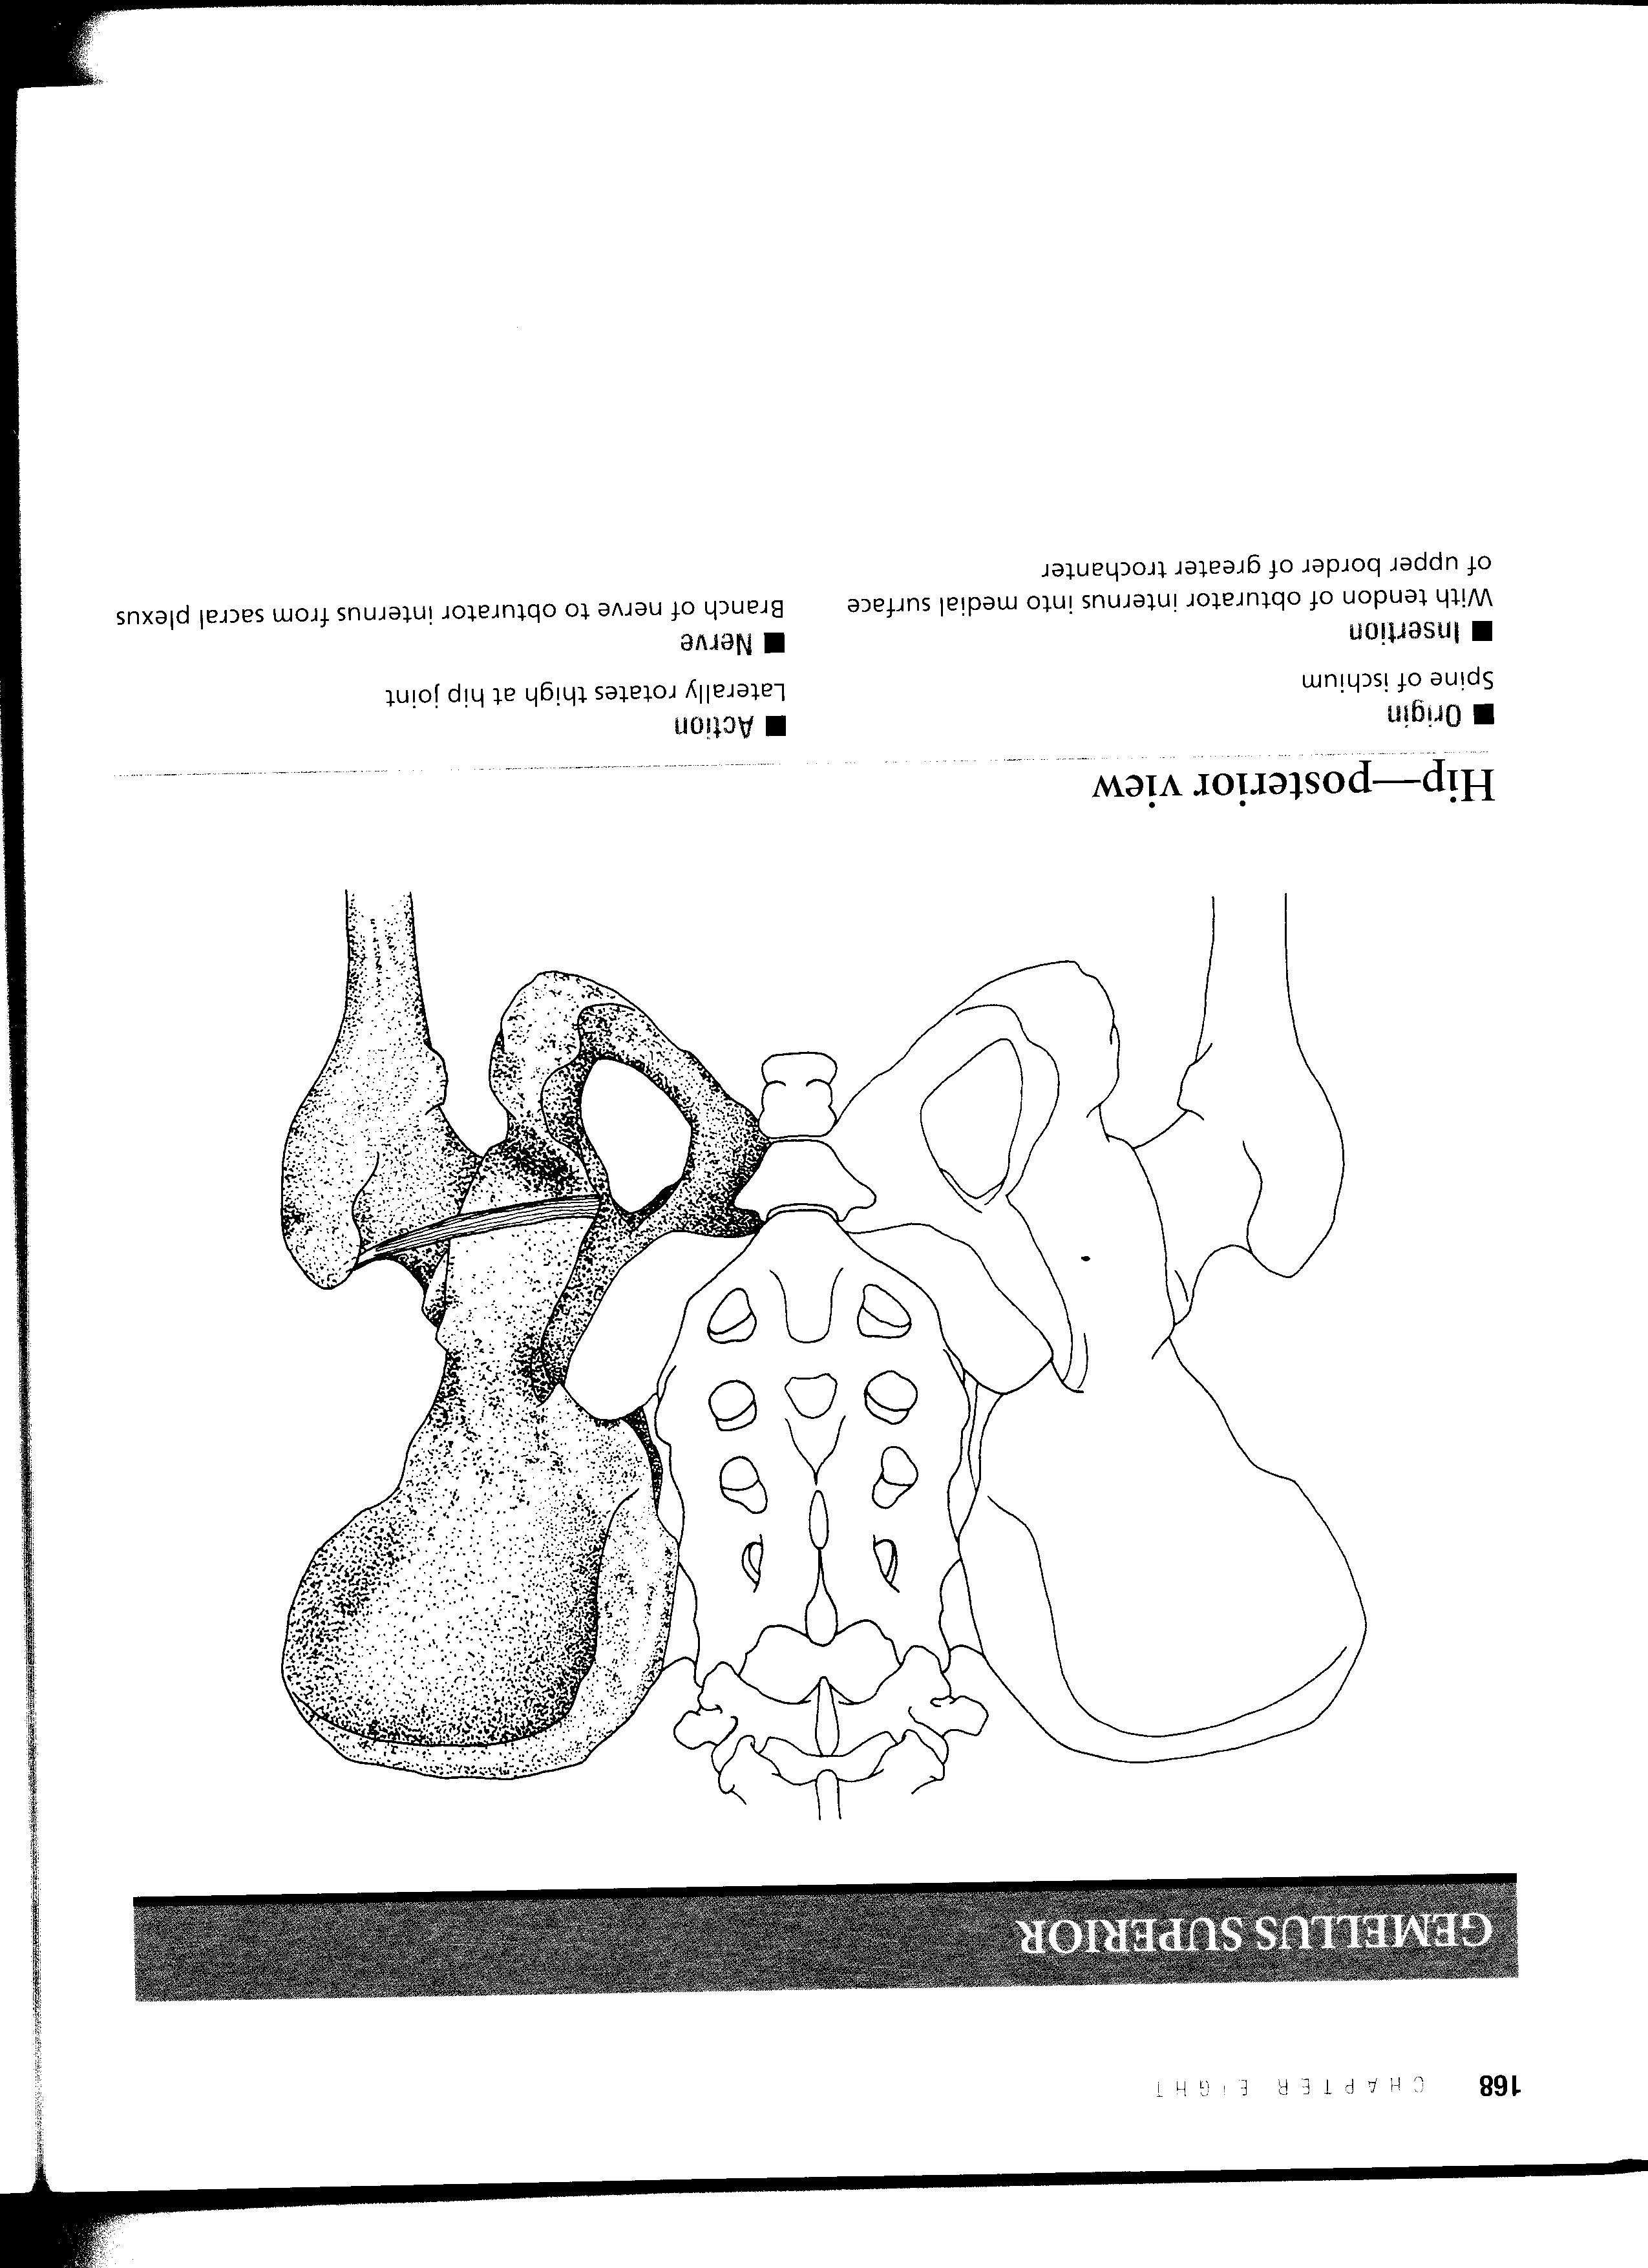 168 CHAPTER EIGHT
GEMELLUS SUPERIOR
Hip—posterior view
■ Origin
Spine of ischium
■ Insertion
With tendon of obturator internus into medial surface
of upper border of greater trochanter
■ Action
Laterally rotates thigh at hip joint
■ Nerve
Branch of nerve to obturator internus from sacral plexus